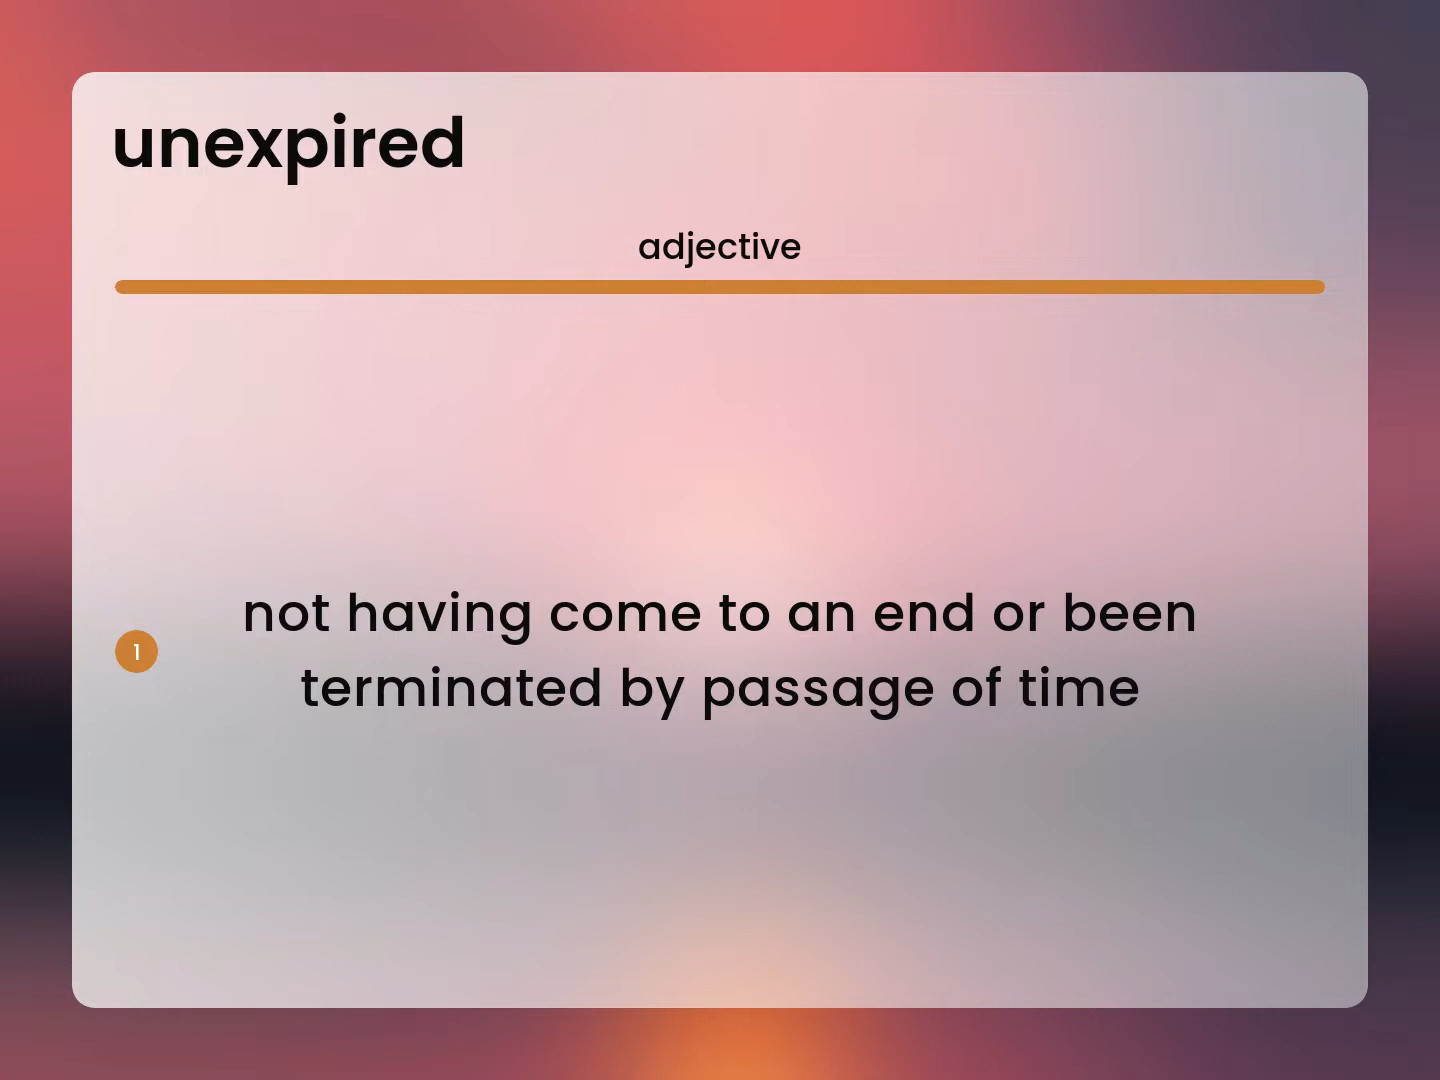 unexpired
adjective
1
not having come to an end or been
terminated by passage of time